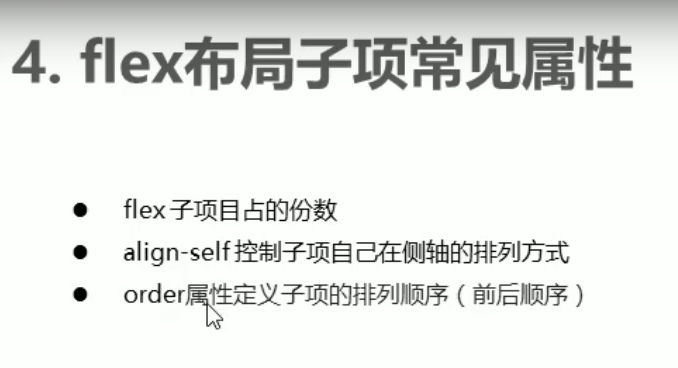 4. flex布局子项常见属性
● flex 子项目占的份数
● align-self 控制子项自己在侧轴的排列方式
● order属性定义子项的排列顺序（前后顺序）